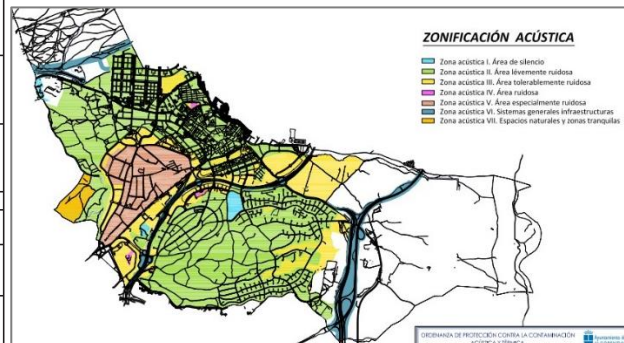 ZONIFICACIÓN ACÚSTICA
Zona acústica I. Área de silencio
Zona acústica II. Área levemente ruidosa
Zona acústica III. Área tolerablemente ruidosa
Zona acústica IV. Área ruidosa
Zona acústica V. Área especialmente ruidosa
Zona acústica VI. Sistemas generales infraestructuras
Zona acústica VII. Espacios naturales y zonas tranquilas
ORDENANZA DE PROTECCIÓN CONTRA LA CONTAMINACIÓN
ACÚSTICA Y TÉRMICA